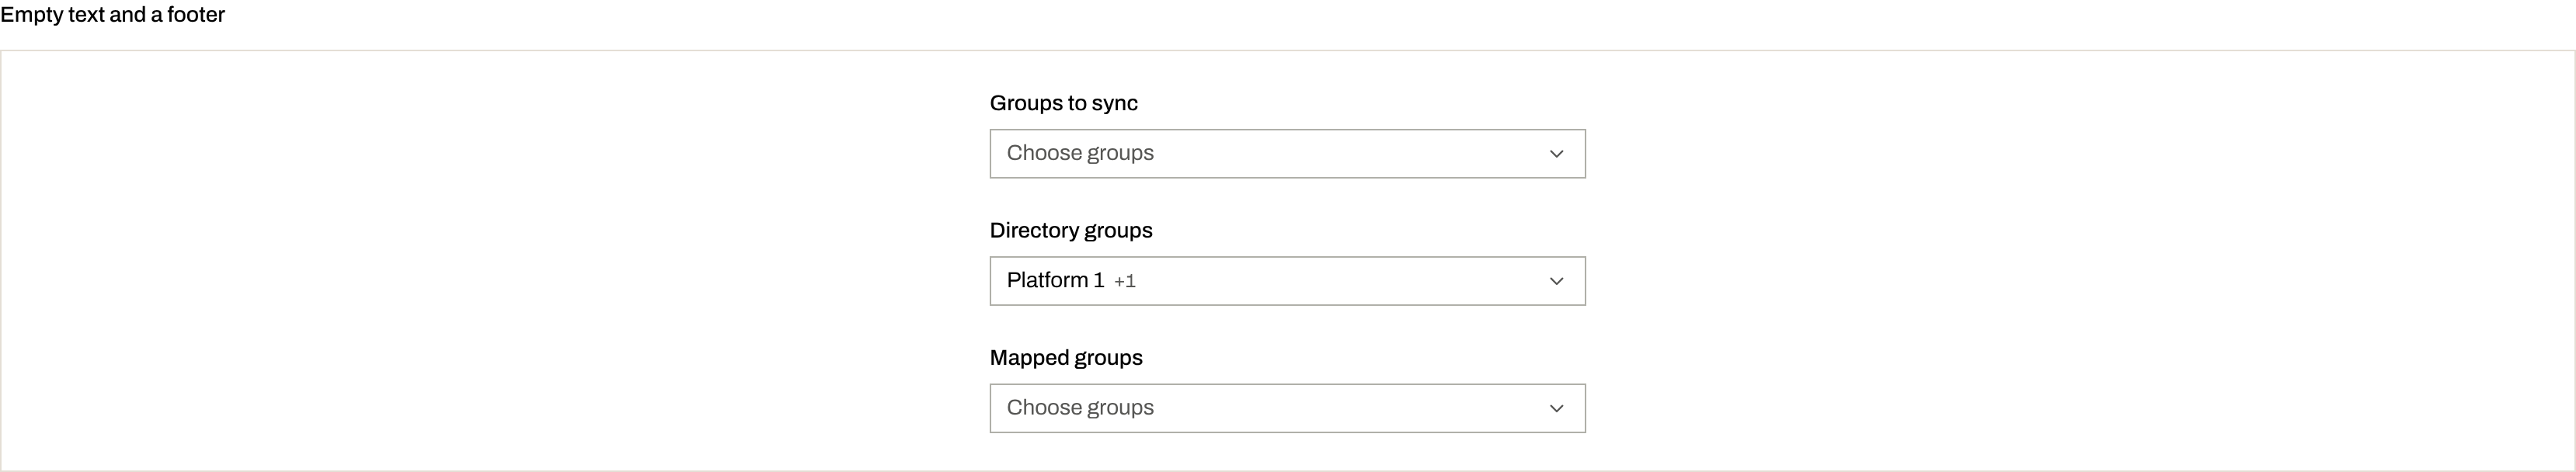 Empty text and a footer
Groups to sync
Choose groups
Directory groups
Platform 1 +1
Mapped groups
Choose groups